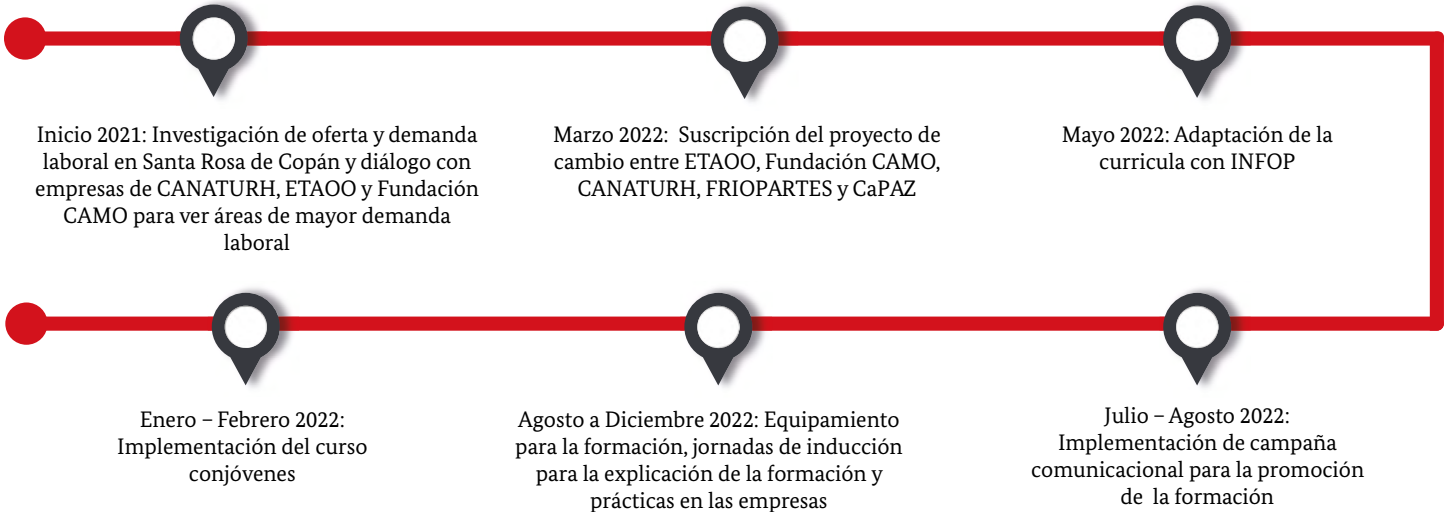 Inicio 2021: Investigación de oferta y demanda
laboral en Santa Rosa de Copán y diálogo con
empresas de CANATURH, ETAOO y Fundación
CAMO para ver áreas de mayor demanda
laboral
Marzo 2022: Suscripción del proyecto de
cambio entre ETAOO, Fundación CAMO,
CANATURH, FRIOPARTES y CaPAZ
Mayo 2022: Adaptación de la
curricula con INFOP
Enero – Febrero 2022:
Implementación del curso
conjóvenes
Agosto a Diciembre 2022: Equipamiento
para la formación, jornadas de inducción
para la explicación de la formación y
prácticas en las empresas
Julio – Agosto 2022:
Implementación de campaña
comunicacional para la promoción
de la formación